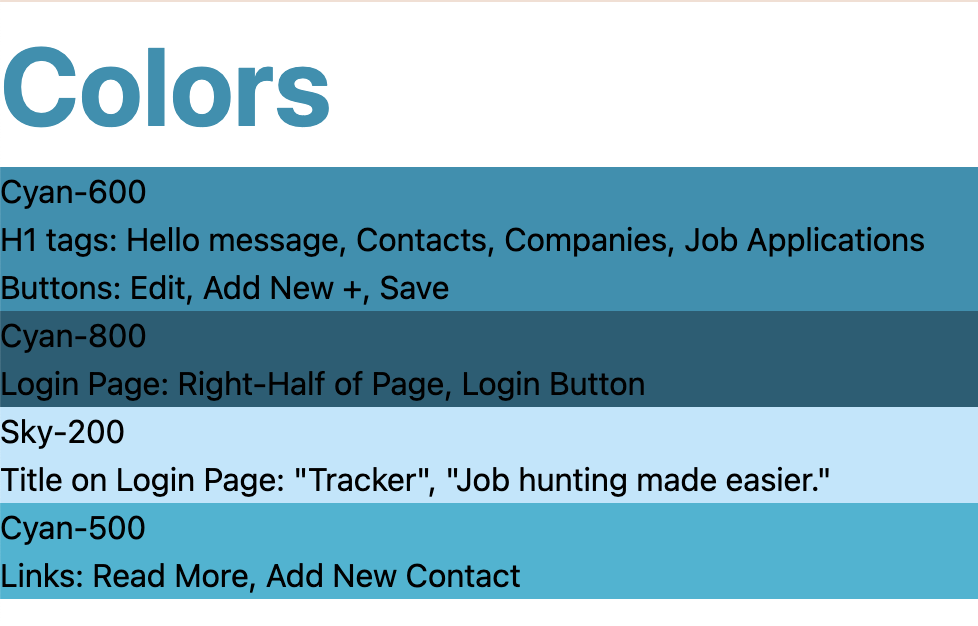 Colors
Cyan-600
H1 tags: Hello message, Contacts, Companies, Job Applications
Buttons: Edit, Add New +, Save
Cyan-800
Login Page: Right-Half of Page, Login Button
Sky-200
Title on Login Page: "Tracker", "Job hunting made easier."
Cyan-500
Links: Read More, Add New Contact